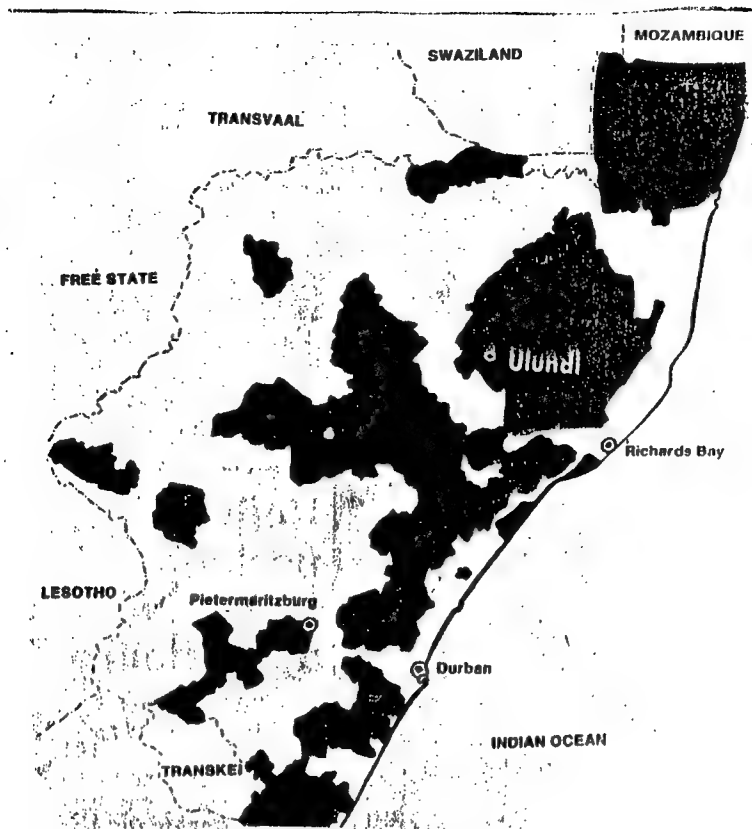 MOZAMBIQUE
SWAZILAND
TRANSVAAL
FREE STATE
Ulundi
Richards Bay
LESOTHO
Pietermaritzburg
Durban
INDIAN OCEAN
TRANSKEI